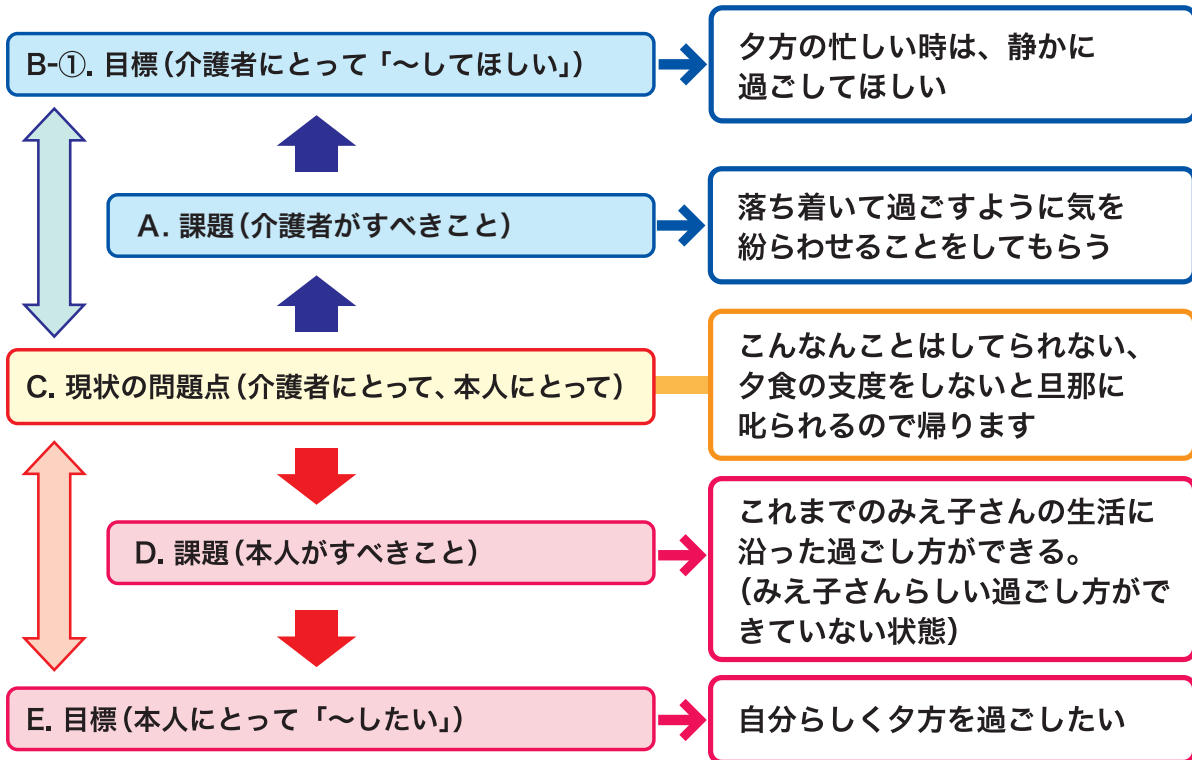 B-①. 目標(介護者にとって「〜してほしい」)
夕方の忙しい時は、静かに
過ごしてほしい
A. 課題(介護者がすべきこと)
落ち着いて過ごすように気を
紛らわせることをしてもらう
C. 現状の問題点(介護者にとって、本人にとって)
こんなんことはしてられない、
夕食の支度をしないと旦那に
叱られるので帰ります
D. 課題(本人がすべきこと)
これまでのみえ子さんの生活に
沿った過ごし方ができる。
(みえ子さんらしい過ごし方がで
きていない状態)
E. 目標(本人にとって「〜したい」)
自分らしく夕方を過ごしたい